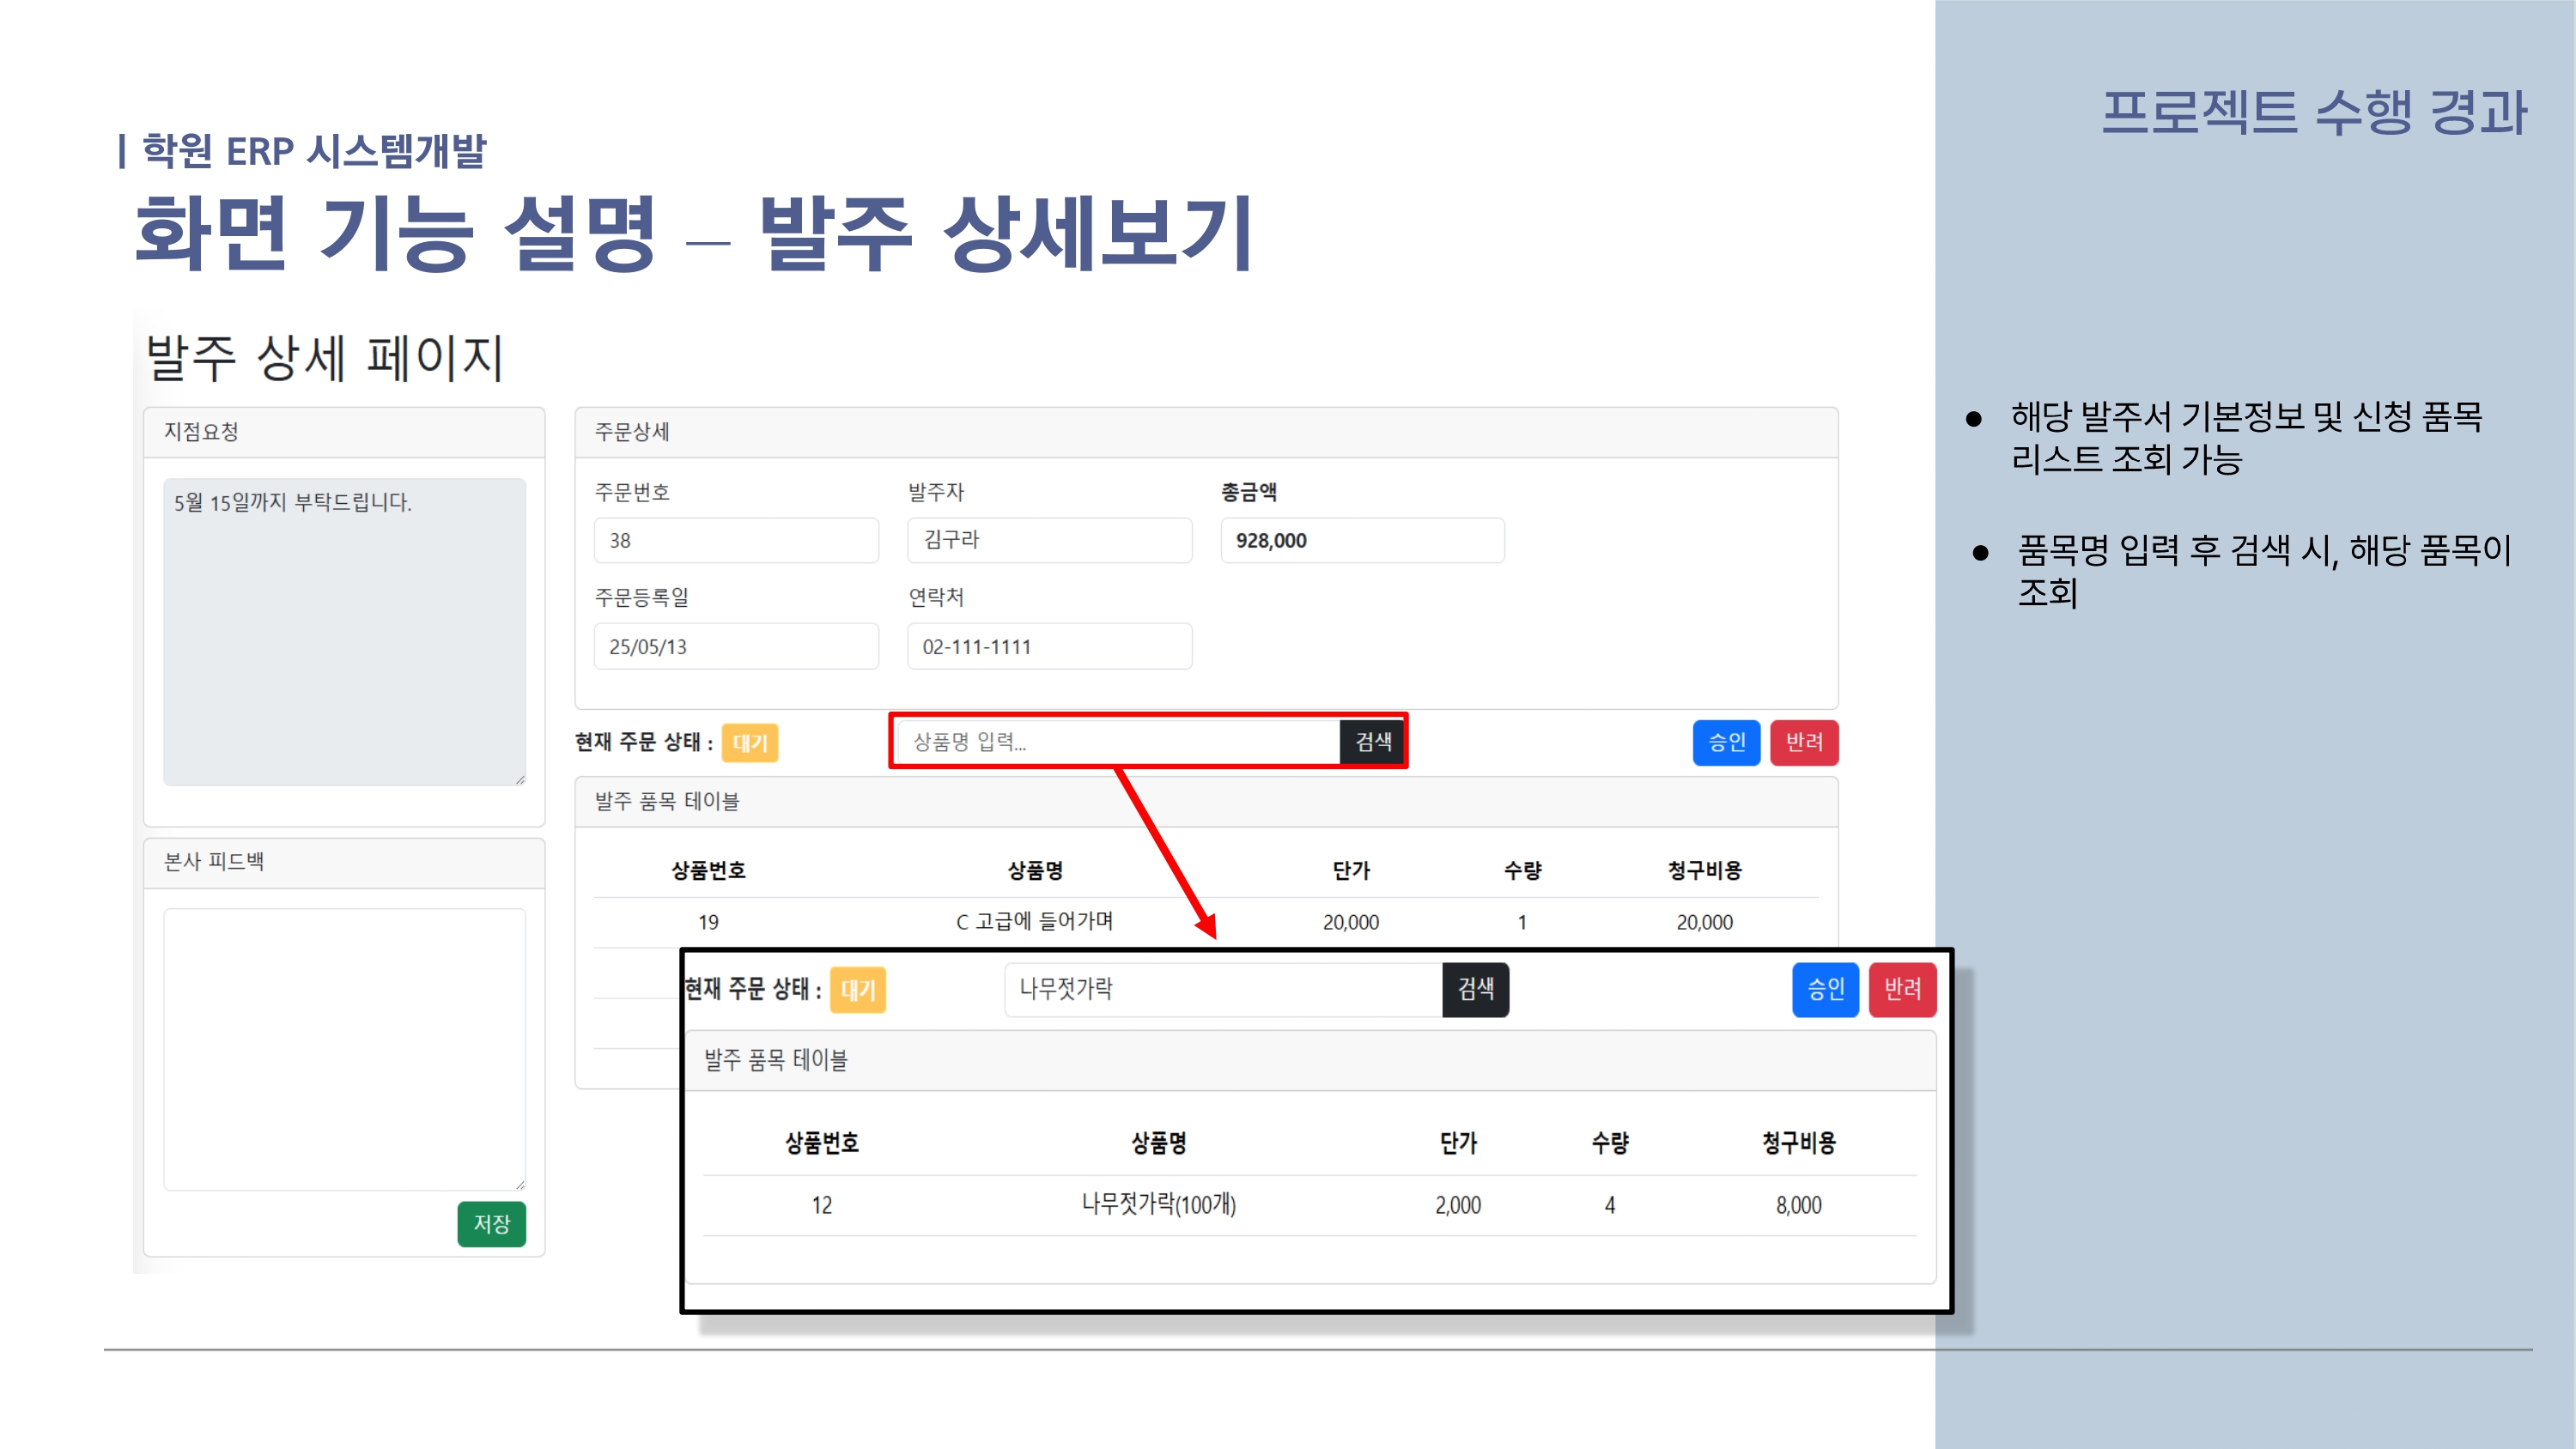 프로젝트 수행 경과
| 학원 ERP 시스템개발
화면 기능 설명 – 발주 상세보기
발주 상세 페이지
지점요청
5월 15일까지 부탁드립니다.
본사 피드백
저장
주문상세
주문번호 발주자 총금액
38 김구라 928,000
주문등록일 연락처
25/05/13 02-111-1111
현재 주문 상태 : 대기 상품명 입력... 검색 승인 반려
발주 품목 테이블
상품번호 상품명 단가 수량 청구비용
19 C 고급에 들어가며 20,000 1 20,000
현재 주문 상태 : 대기 나무젓가락 검색 승인 반려
발주 품목 테이블
상품번호 상품명 단가 수량 청구비용
12 나무젓가락(100개) 2,000 4 8,000
● 해당 발주서 기본정보 및 신청 품목
리스트 조회 가능
● 품목명 입력 후 검색 시, 해당 품목이
조회